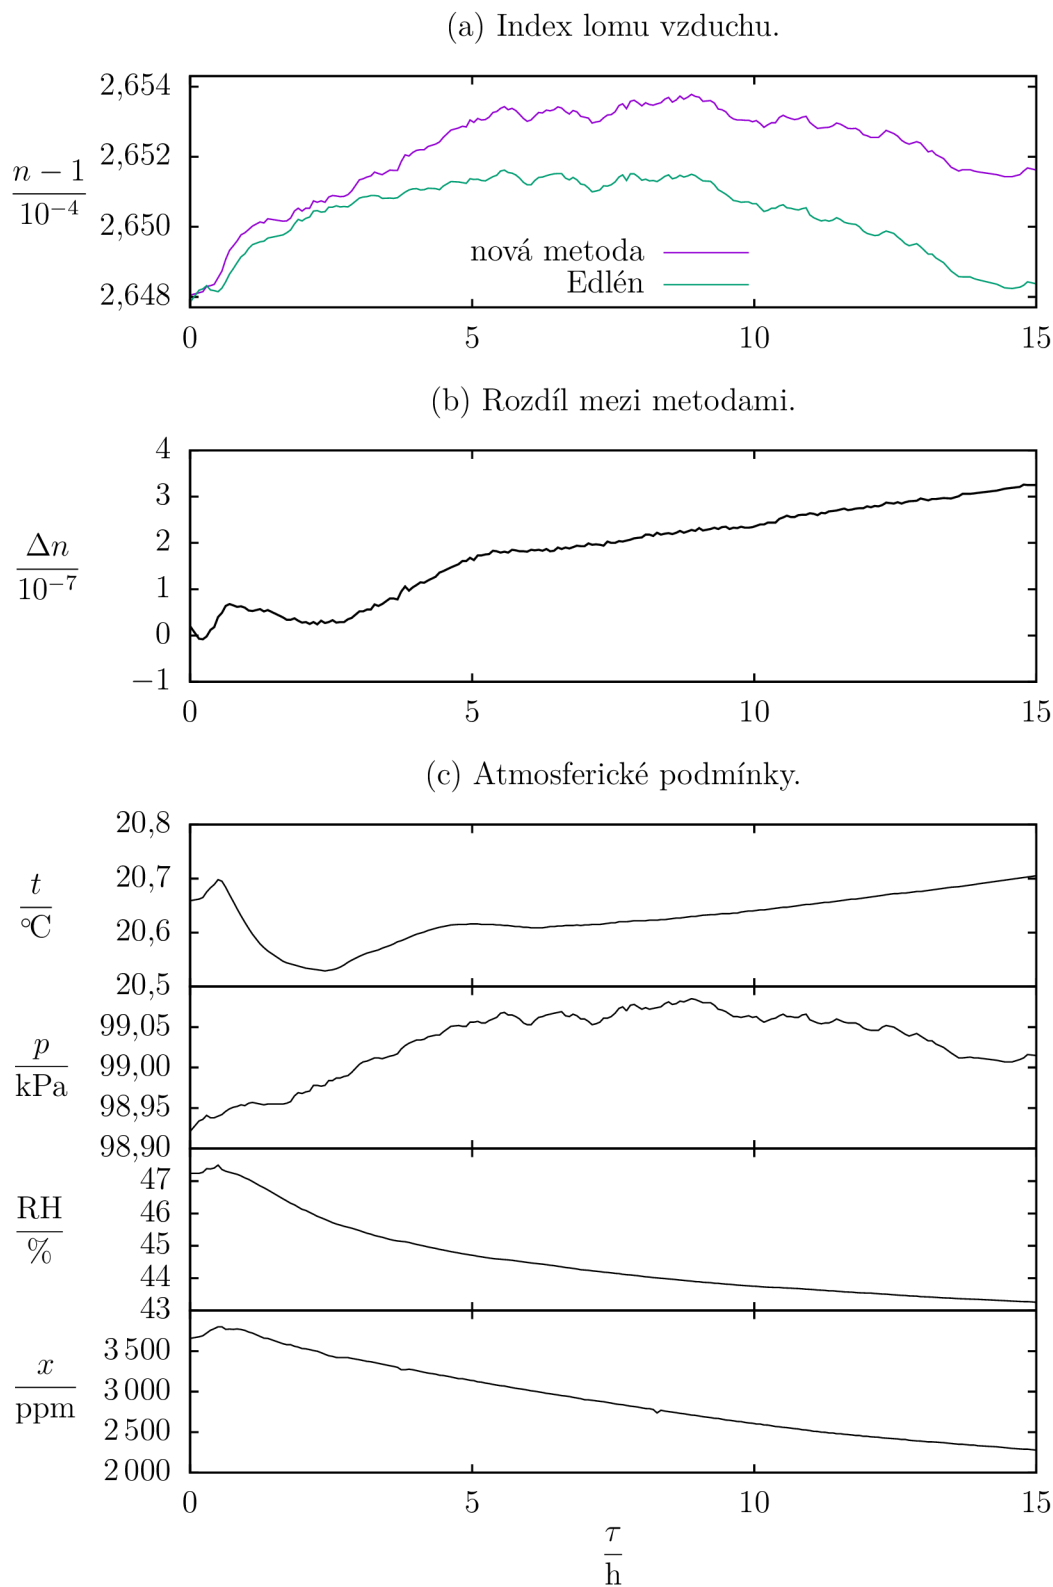 (a) Index lomu vzduchu.
n − 1
10⁻⁴
2,654
2,652
2,650
2,648
nová metoda
Edlén
0 5 10 15
(b) Rozdíl mezi metodami.
Δn
10⁻⁷
4
3
2
1
0
−1
0 5 10 15
(c) Atmosferické podmínky.
t
°C
20,8
20,7
20,6
20,5
p
kPa
99,05
99,00
98,95
98,90
RH
%
47
46
45
44
43
x
ppm
3 500
3 000
2 500
2 000
0 5 10 15
τ
h